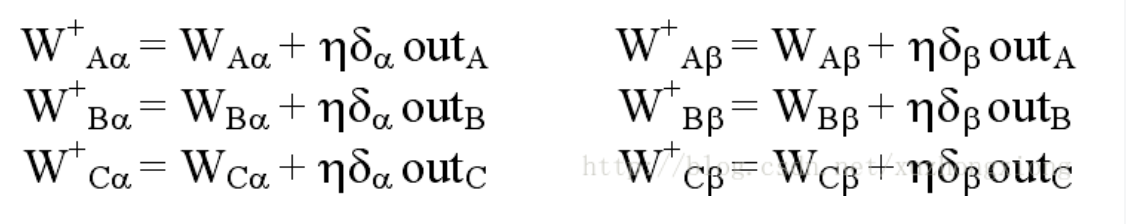 W⁺Aα = WAα + ηδα outA W⁺Aβ = WAβ + ηδβ outA
W⁺Bα = WBα + ηδα outB W⁺Bβ = WBβ + ηδβ outB
W⁺Cα = WCα + ηδα outC W⁺Cβ = WCβ + ηδβ outC